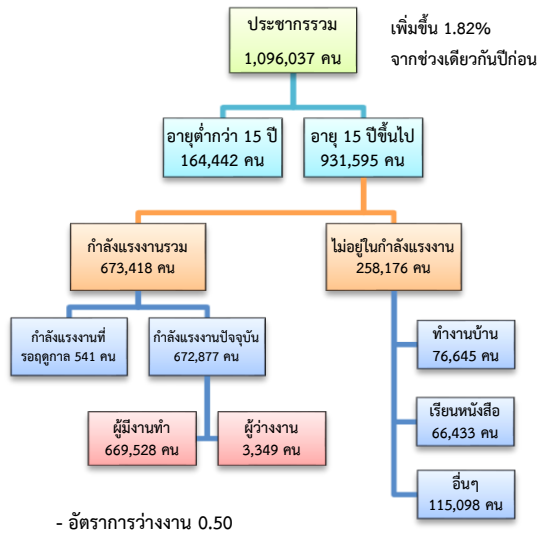 ประชากรรวม
1,096,037 คน
เพิ่มขึ้น 1.82%
จากช่วงเดียวกันปีก่อน
อายุต่ำกว่า 15 ปี
164,442 คน
อายุ 15 ปีขึ้นไป
931,595 คน
กำลังแรงงานรวม
673,418 คน
ไม่อยู่ในกำลังแรงงาน
258,176 คน
กำลังแรงงานที่
รอฤดูกาล 541 คน
กำลังแรงงานปัจจุบัน
672,877 คน
ทำงานบ้าน
76,645 คน
ผู้มีงานทำ
669,528 คน
ผู้ว่างงาน
3,349 คน
เรียนหนังสือ
66,433 คน
อื่นๆ
115,098 คน
- อัตราการว่างงาน 0.50